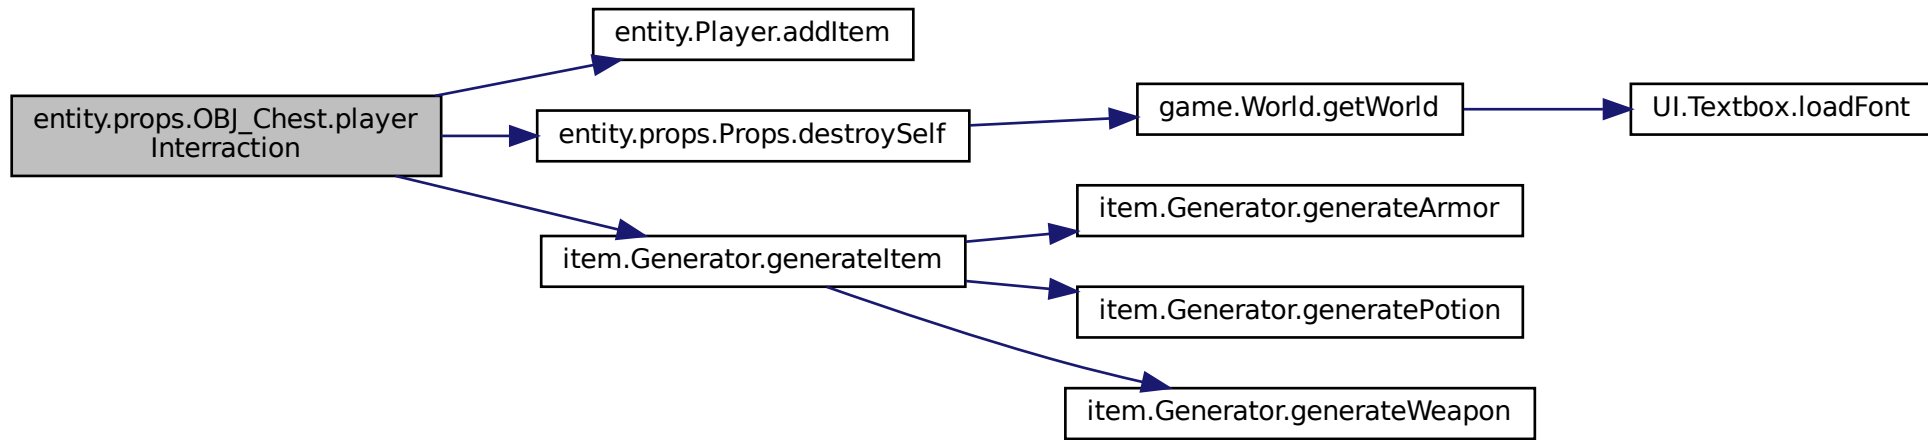 entity.props.OBJ_Chest.player
Interraction
entity.Player.addItem
entity.props.Props.destroySelf
game.World.getWorld
UI.Textbox.loadFont
item.Generator.generateItem
item.Generator.generateArmor
item.Generator.generatePotion
item.Generator.generateWeapon